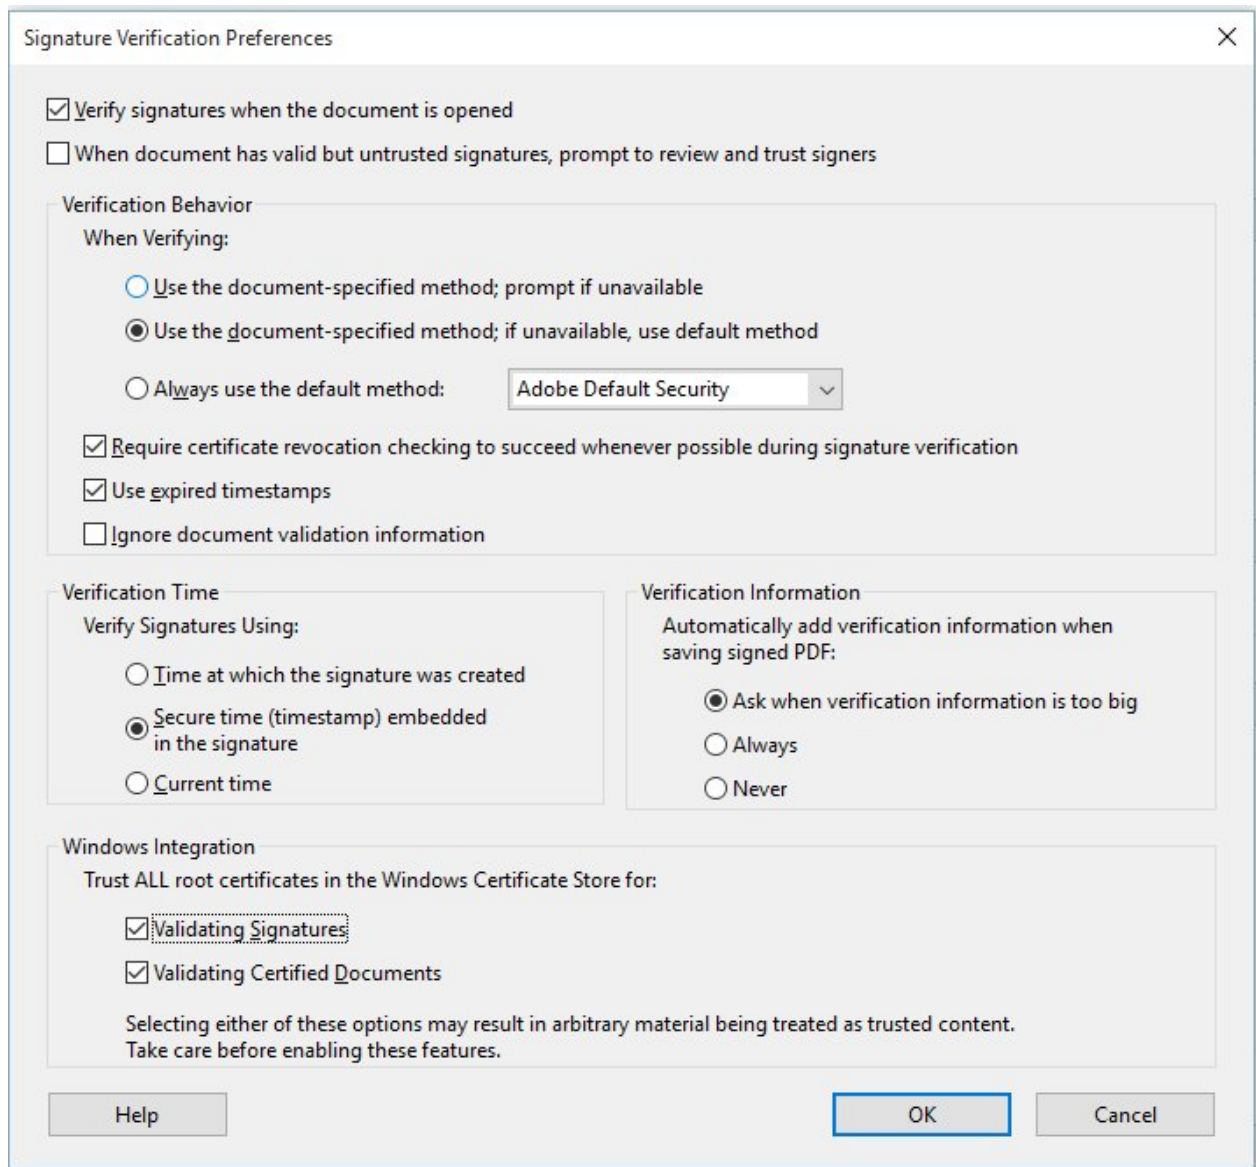 Signature Verification Preferences
Verify signatures when the document is opened
When document has valid but untrusted signatures, prompt to review and trust signers
Verification Behavior
When Verifying:
Use the document-specified method; prompt if unavailable
Use the document-specified method; if unavailable, use default method
Always use the default method: Adobe Default Security
Require certificate revocation checking to succeed whenever possible during signature verification
Use expired timestamps
Ignore document validation information
Verification Time
Verify Signatures Using:
Time at which the signature was created
Secure time (timestamp) embedded
in the signature
Current time
Verification Information
Automatically add verification information when
saving signed PDF:
Ask when verification information is too big
Always
Never
Windows Integration
Trust ALL root certificates in the Windows Certificate Store for:
Validating Signatures
Validating Certified Documents
Selecting either of these options may result in arbitrary material being treated as trusted content.
Take care before enabling these features.
Help
OK
Cancel